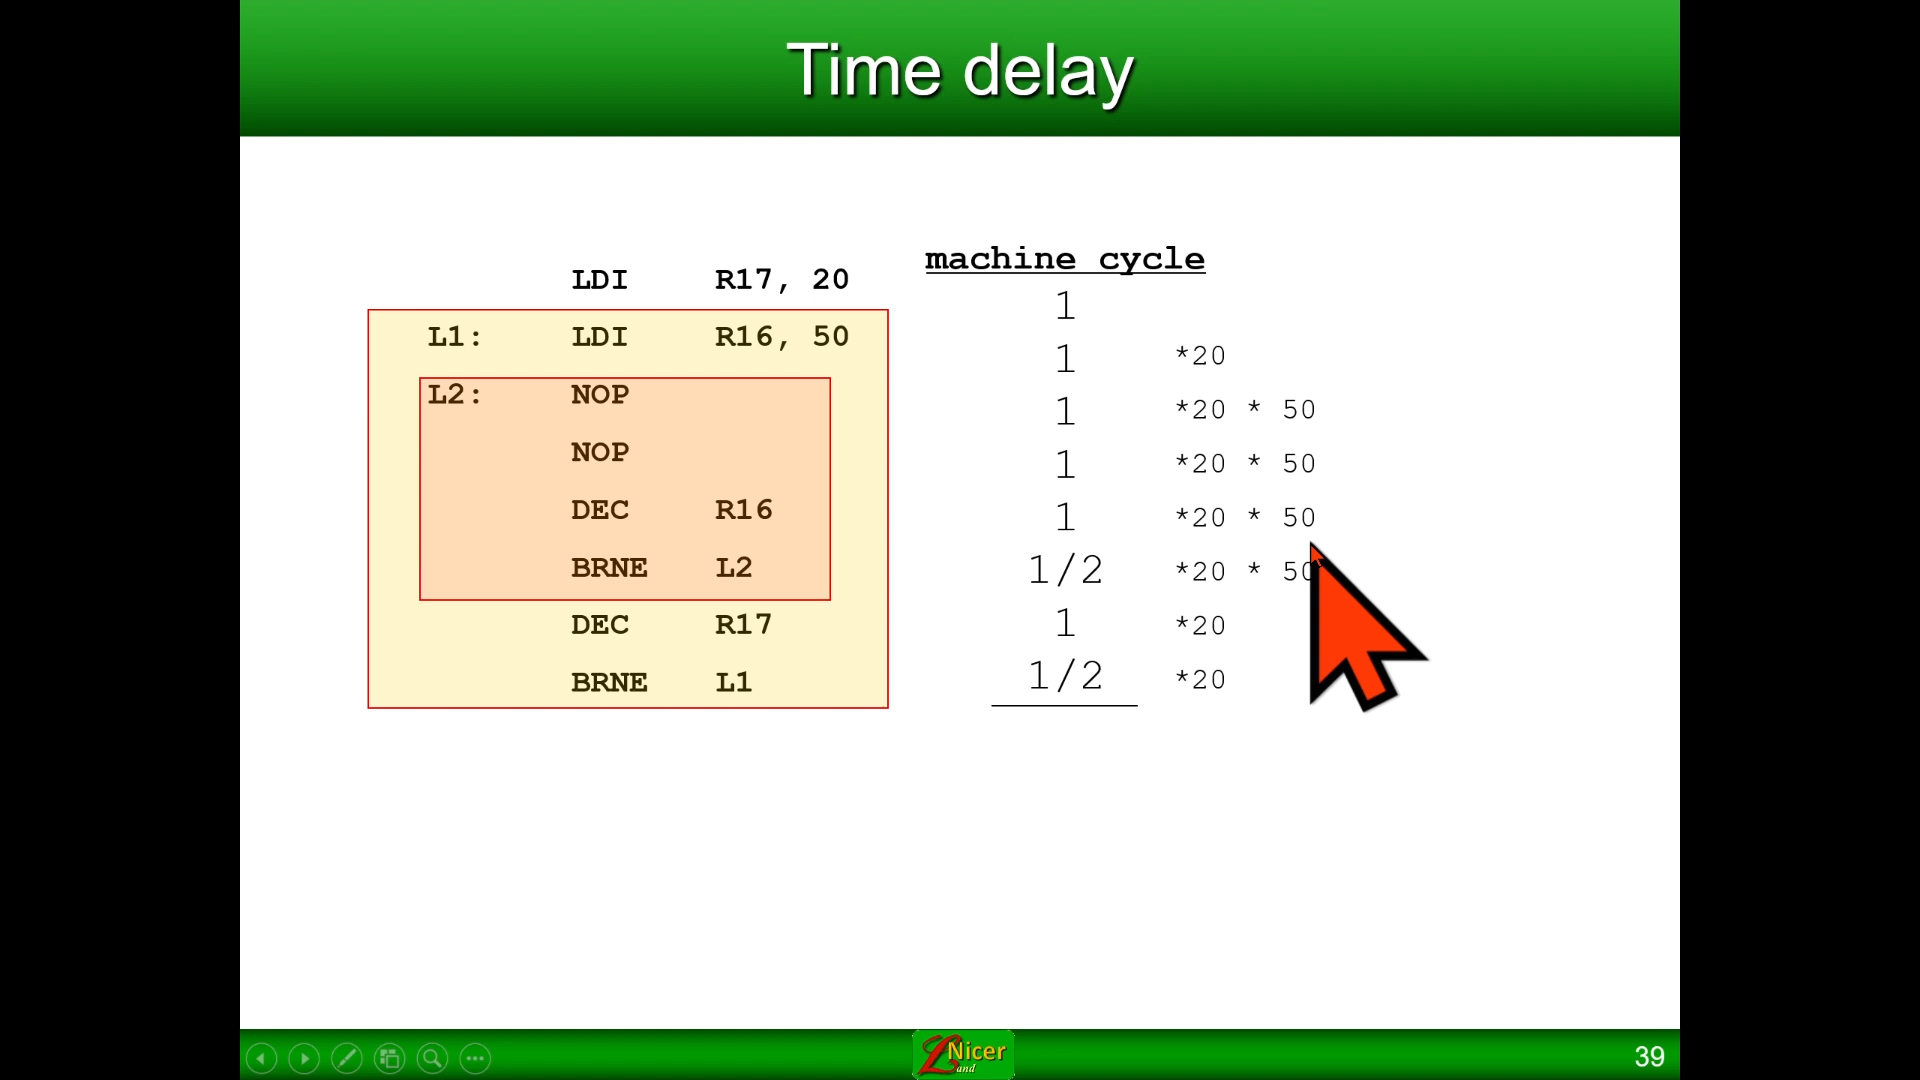 Time delay
machine cycle
LDI R17, 20 1
L1: LDI R16, 50 1 *20
L2: NOP 1 *20 * 50
NOP 1 *20 * 50
DEC R16 1 *20 * 50
BRNE L2 1/2 *20 * 50
DEC R17 1 *20
BRNE L1 1/2 *20
Nicer
Land
39